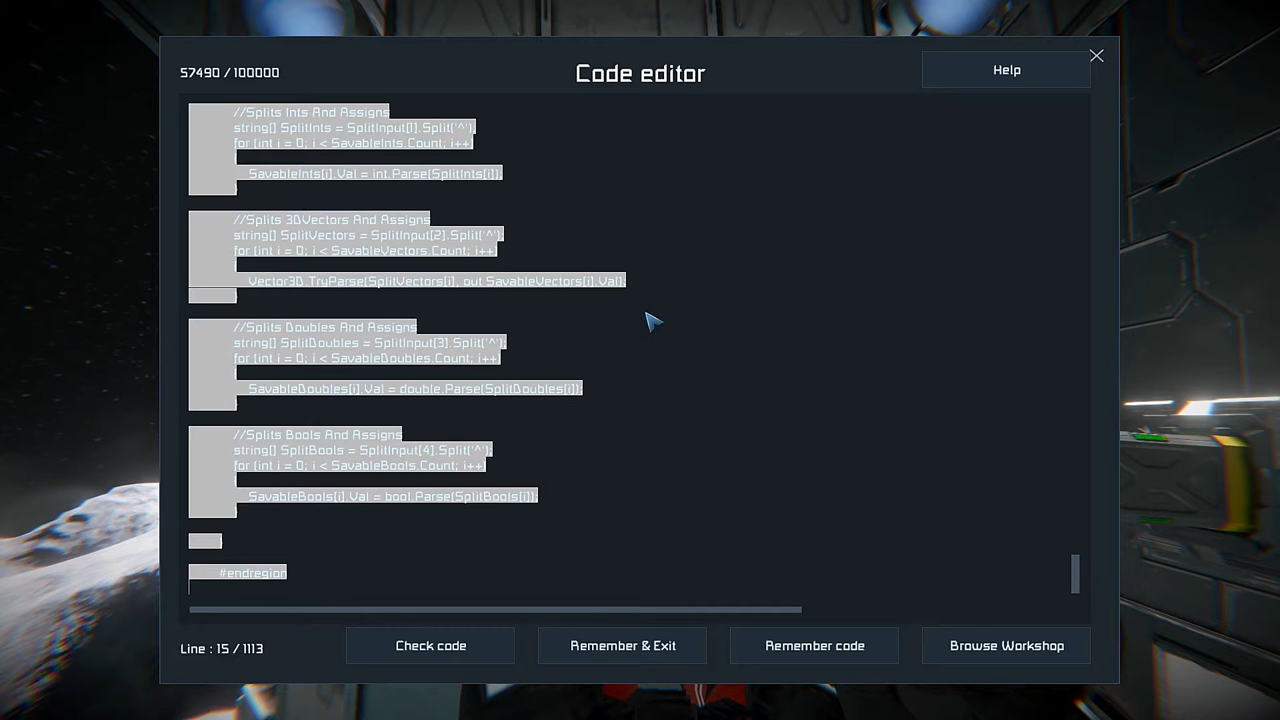 57490 / 100000
Code editor
Help
//Splits Ints And Assigns
string[] SplitInts = SplitInput[1].Split('^');
for (int i = 0; i < SavableInts.Count; i++)
{
SavableInts[i].Val = int.Parse(SplitInts[i]);
}
//Splits 3DVectors And Assigns
string[] SplitVectors = SplitInput[2].Split('^');
for (int i = 0; i < SavableVectors.Count; i++)
{
Vector3D.TryParse(SplitVectors[i], out SavableVectors[i].Val);
}
//Splits Doubles And Assigns
string[] SplitDoubles = SplitInput[3].Split('^');
for (int i = 0; i < SavableDoubles.Count; i++)
{
SavableDoubles[i].Val = double.Parse(SplitDoubles[i]);
}
//Splits Bools And Assigns
string[] SplitBools = SplitInput[4].Split('^');
for (int i = 0; i < SavableBools.Count; i++)
{
SavableBools[i].Val = bool.Parse(SplitBools[i]);
}
}
#endregion
Line : 15 / 1113
Check code
Remember & Exit
Remember code
Browse Workshop